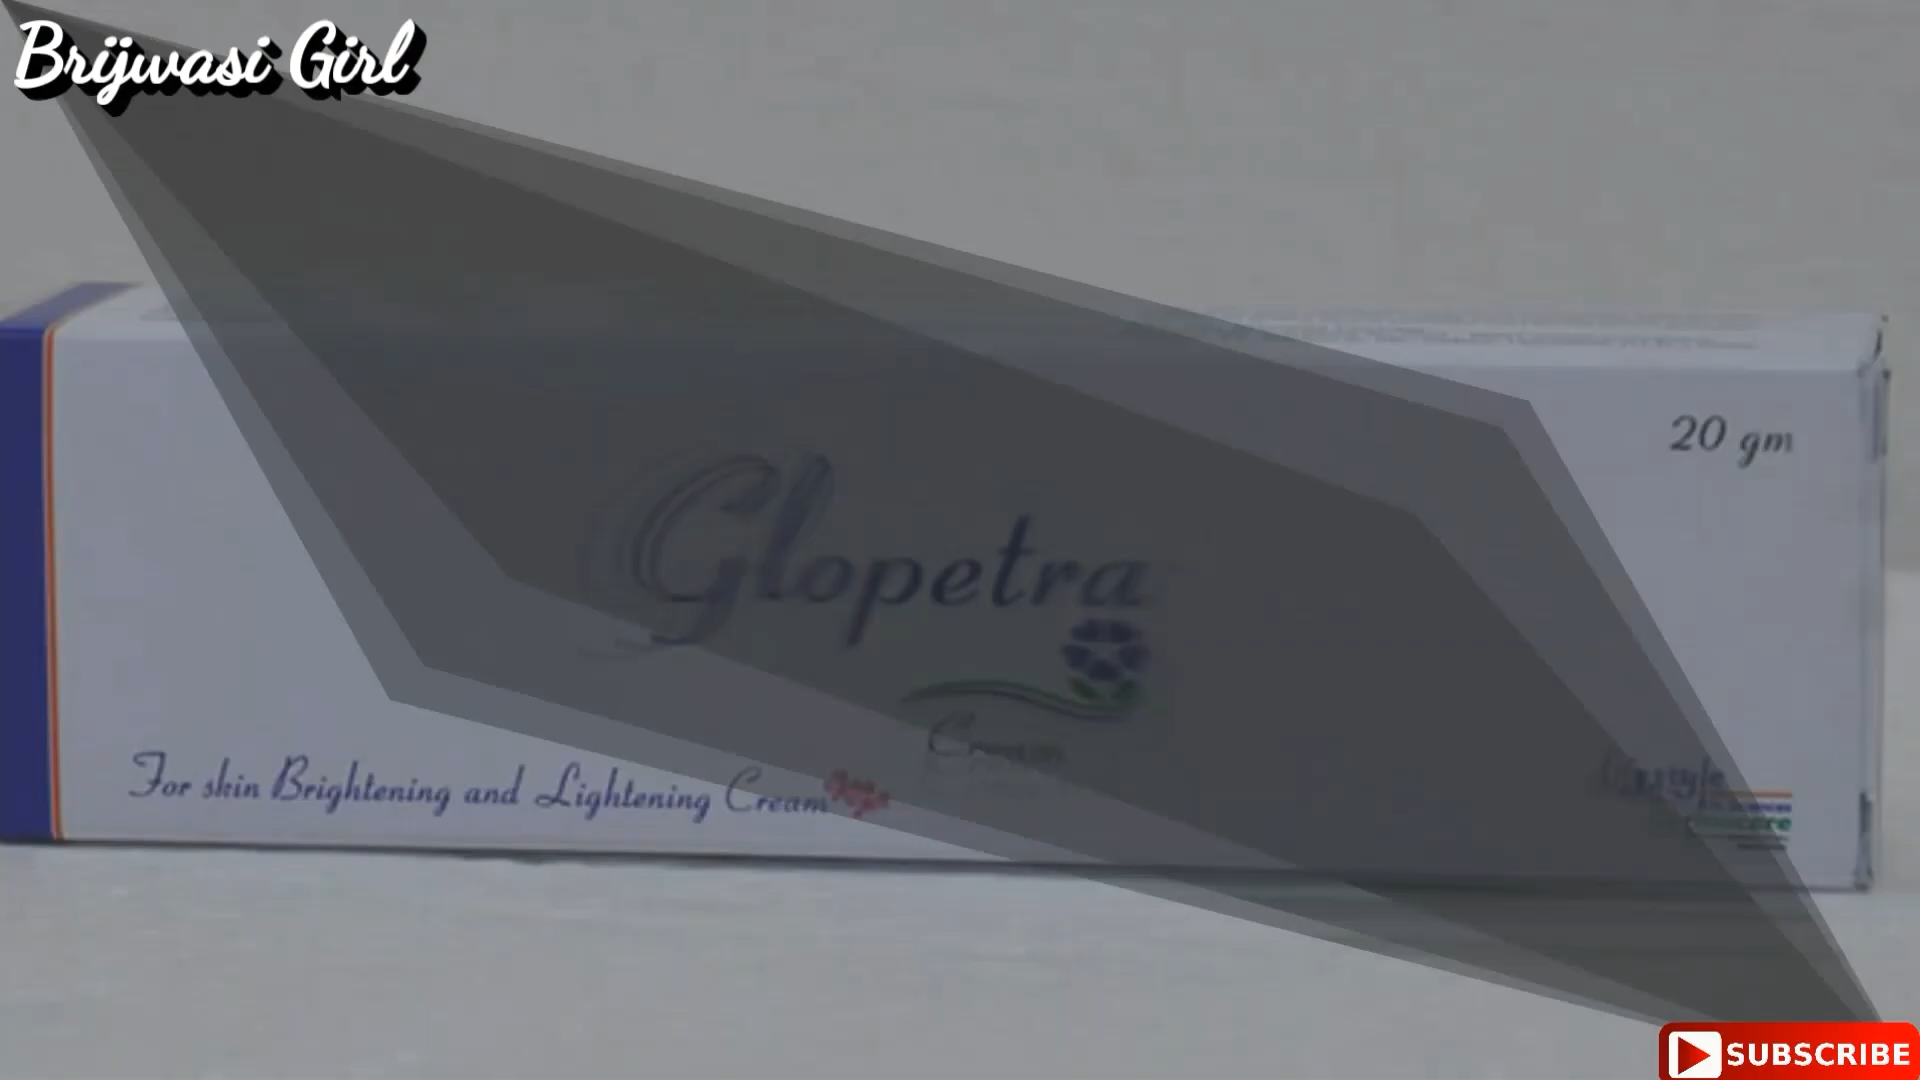 Brijwasi Girl
20 gm
Glopetra
Cream
For skin Brightening and Lightening Cream
SUBSCRIBE